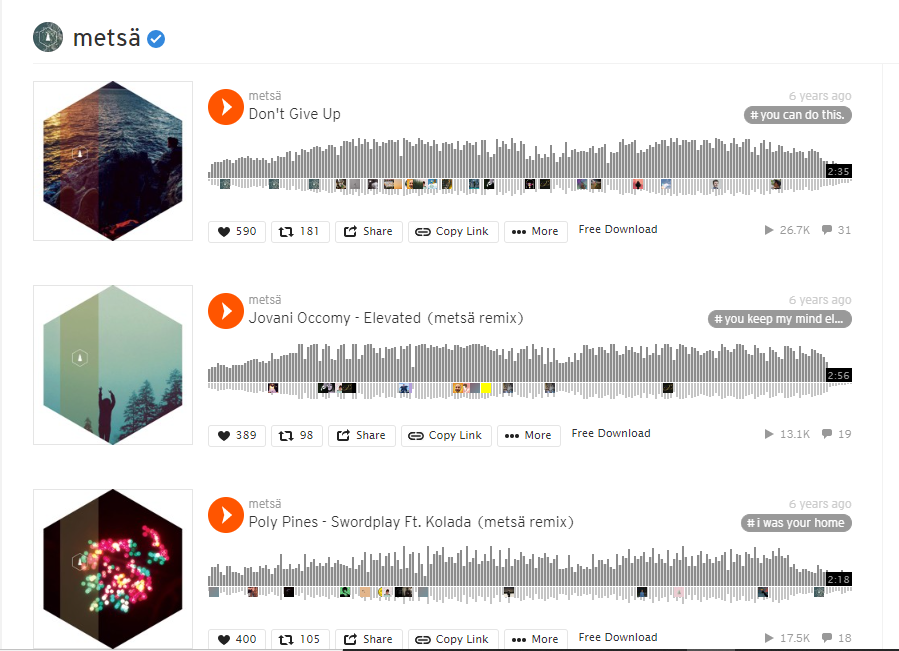 metsä
metsä
6 years ago
Don't Give Up
# you can do this.
2:35
590
181
Share
Copy Link
More
Free Download
26.7K
31
metsä
6 years ago
Jovani Occomy - Elevated (metsä remix)
# you keep my mind el...
2:56
389
98
Share
Copy Link
More
Free Download
13.1K
19
metsä
6 years ago
Poly Pines - Swordplay Ft. Kolada (metsä remix)
# i was your home
2:18
400
105
Share
Copy Link
More
Free Download
17.5K
18